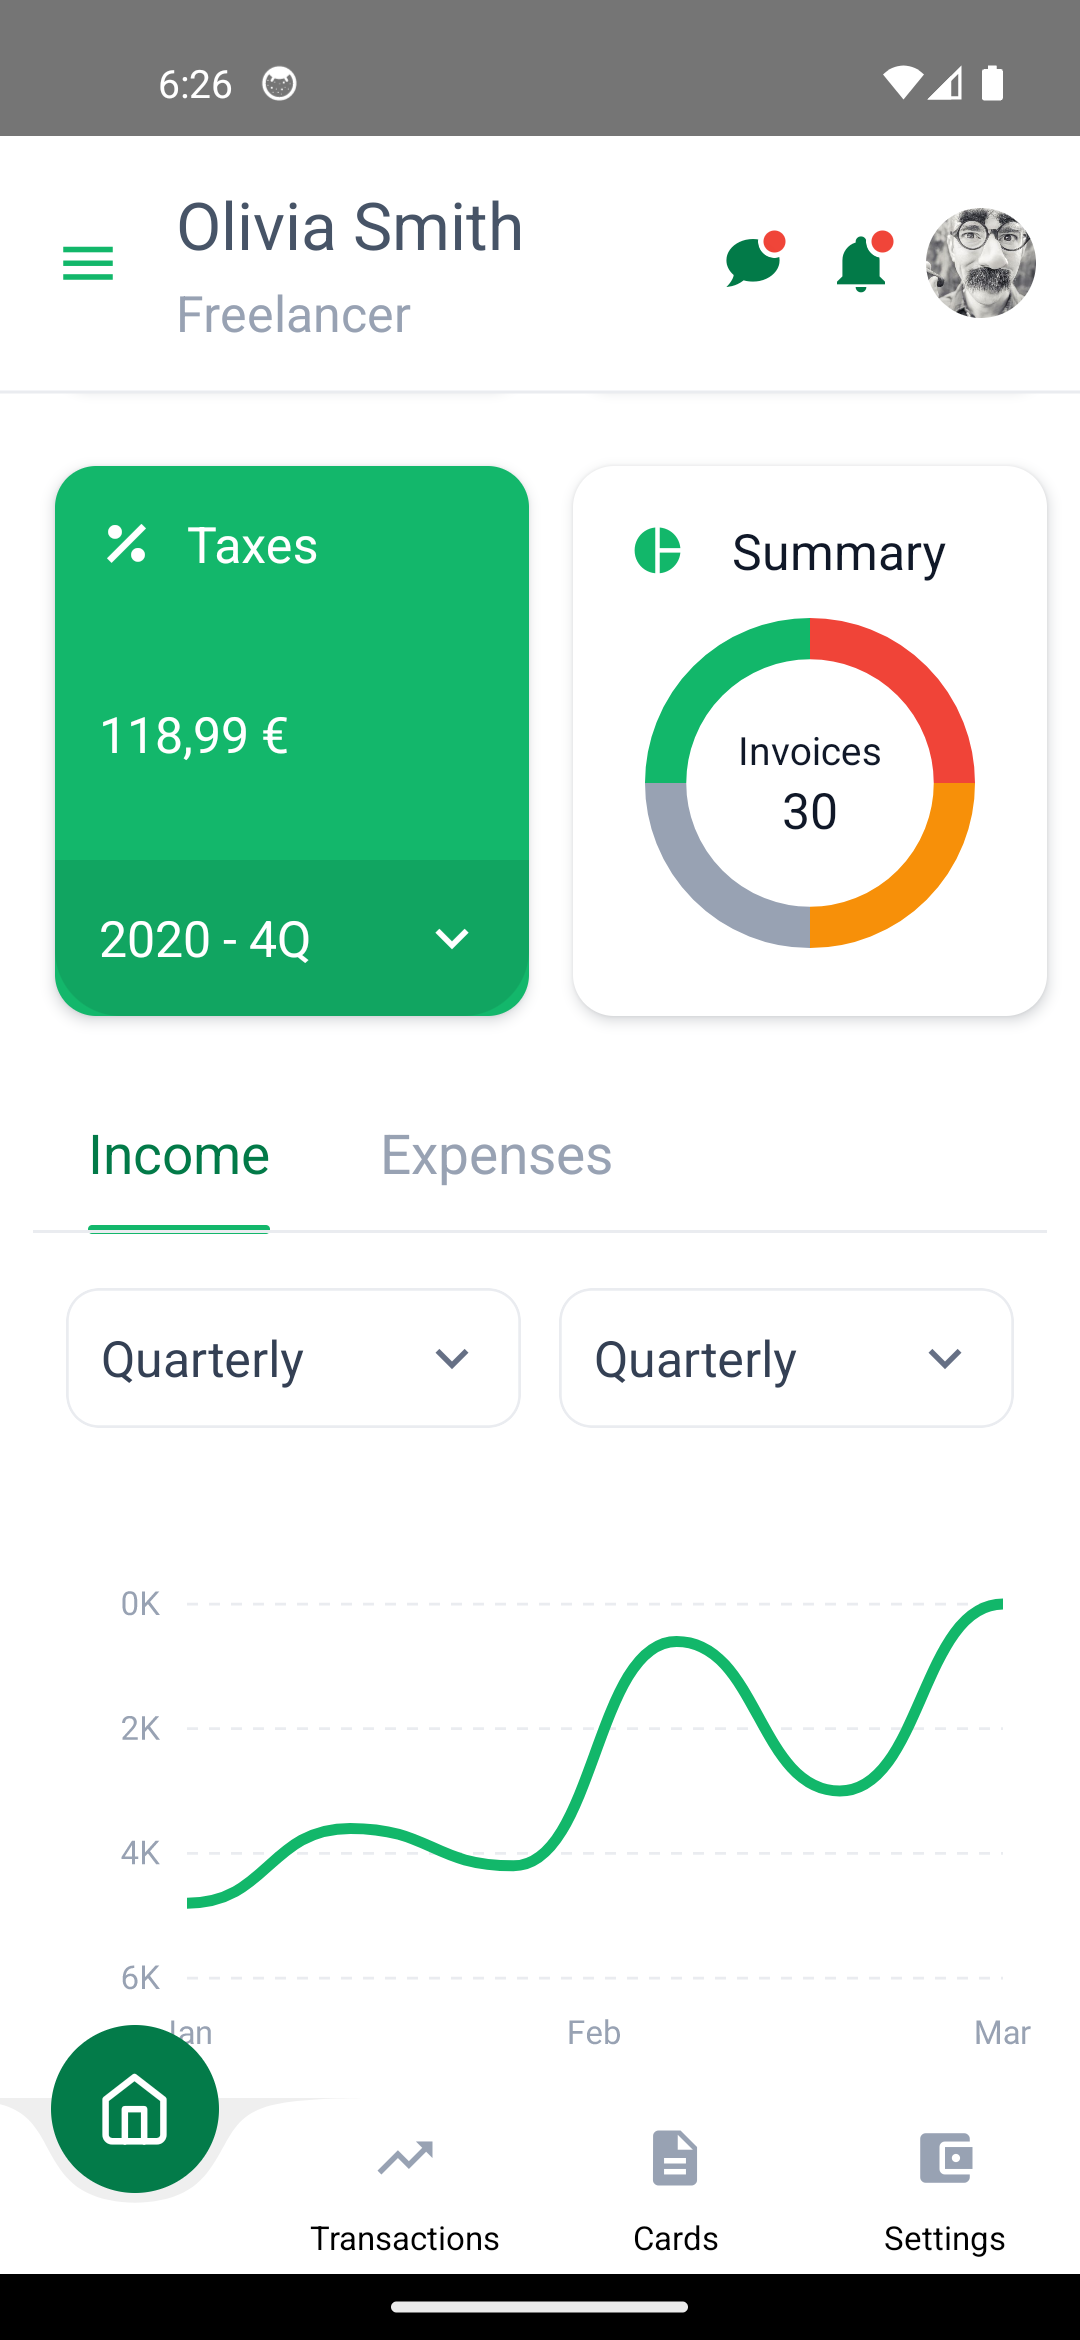 6:26
Olivia Smith
Freelancer
Taxes
118,99 €
2020 - 4Q
Summary
Invoices
30
Income
Expenses
Quarterly
Quarterly
0K
2K
4K
6K
Jan
Feb
Mar
Transactions
Cards
Settings